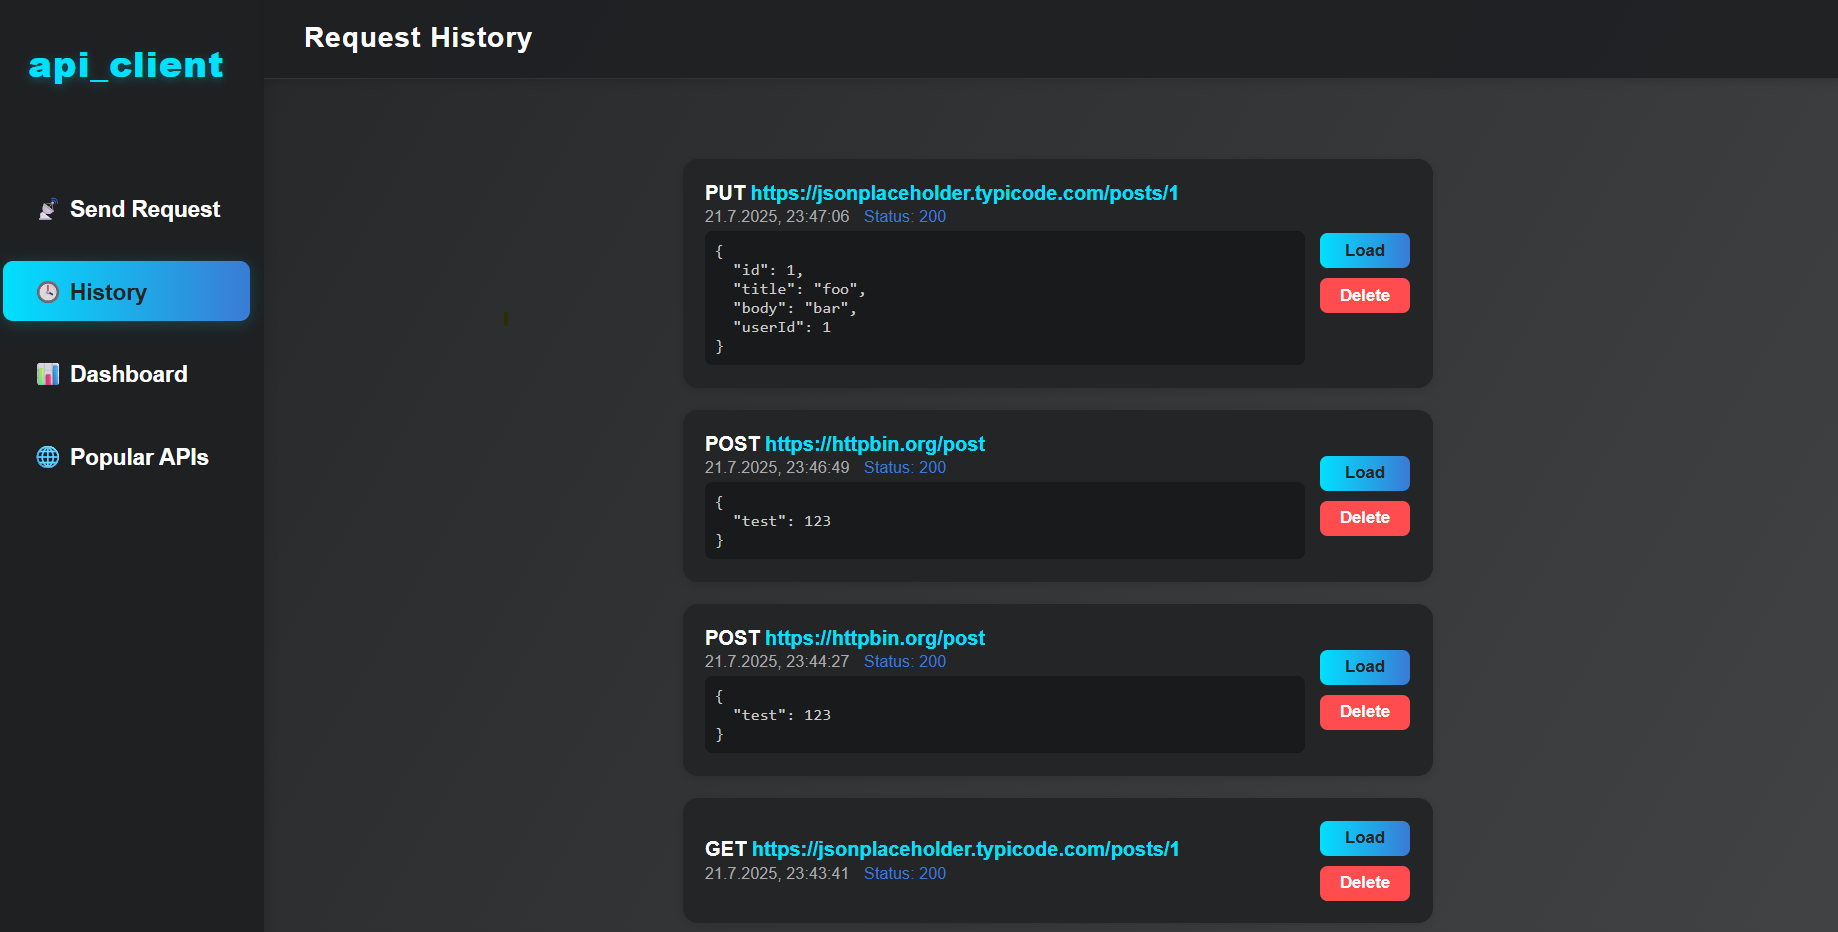 api_client
Send Request
History
Dashboard
Popular APIs
Request History
PUT https://jsonplaceholder.typicode.com/posts/1
21.7.2025, 23:47:06 Status: 200
{
  "id": 1,
  "title": "foo",
  "body": "bar",
  "userId": 1
}
Load
Delete
POST https://httpbin.org/post
21.7.2025, 23:46:49 Status: 200
{
  "test": 123
}
Load
Delete
POST https://httpbin.org/post
21.7.2025, 23:44:27 Status: 200
{
  "test": 123
}
Load
Delete
GET https://jsonplaceholder.typicode.com/posts/1
21.7.2025, 23:43:41 Status: 200
Load
Delete